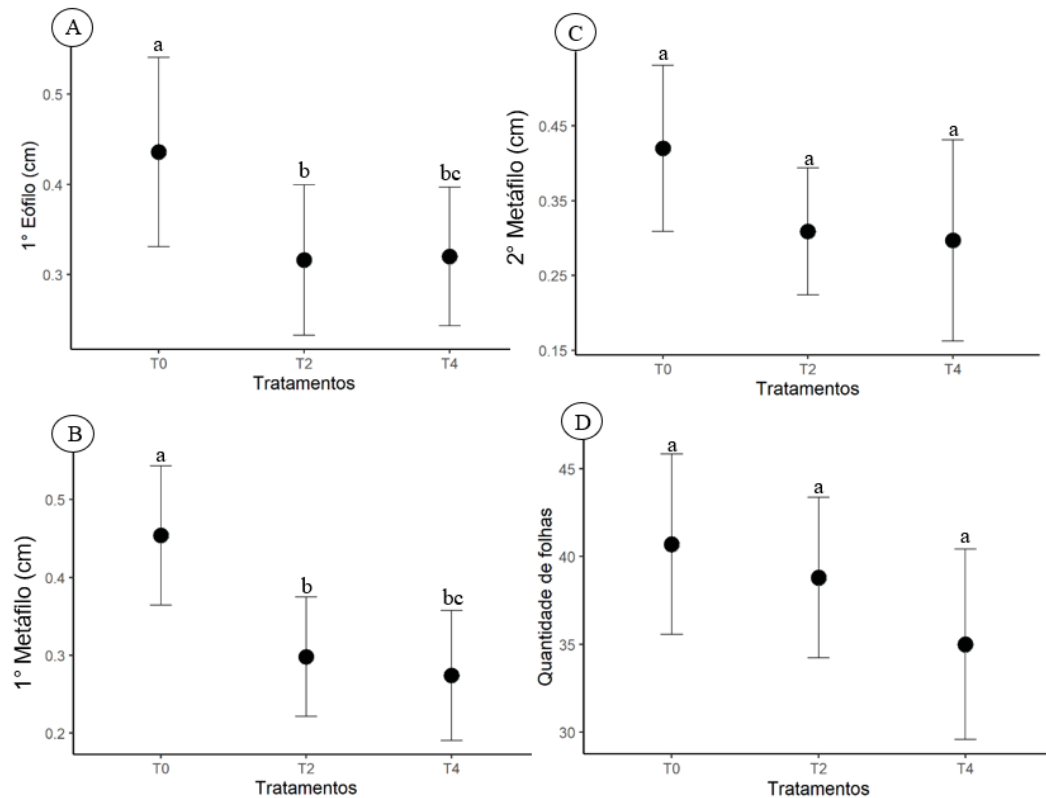 A
a
b
bc
0.5
0.4
0.3
1° Eófilo (cm)
T0
T2
T4
Tratamentos
C
a
a
a
0.45
0.35
0.25
0.15
2° Metáfilo (cm)
T0
T2
T4
Tratamentos
B
a
b
bc
0.5
0.4
0.3
0.2
1° Metáfilo (cm)
T0
T2
T4
Tratamentos
D
a
a
a
45
40
35
30
Quantidade de folhas
T0
T2
T4
Tratamentos